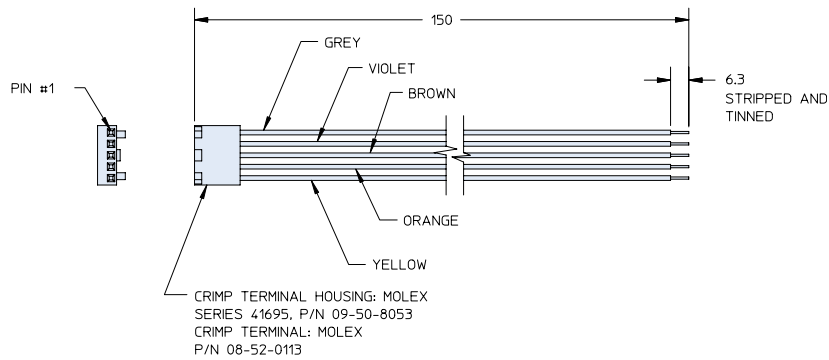 150
GREY
VIOLET
PIN #1
BROWN
6.3
STRIPPED AND
TINNED
ORANGE
YELLOW
CRIMP TERMINAL HOUSING: MOLEX
SERIES 41695, P/N 09-50-8053
CRIMP TERMINAL: MOLEX
P/N 08-52-0113